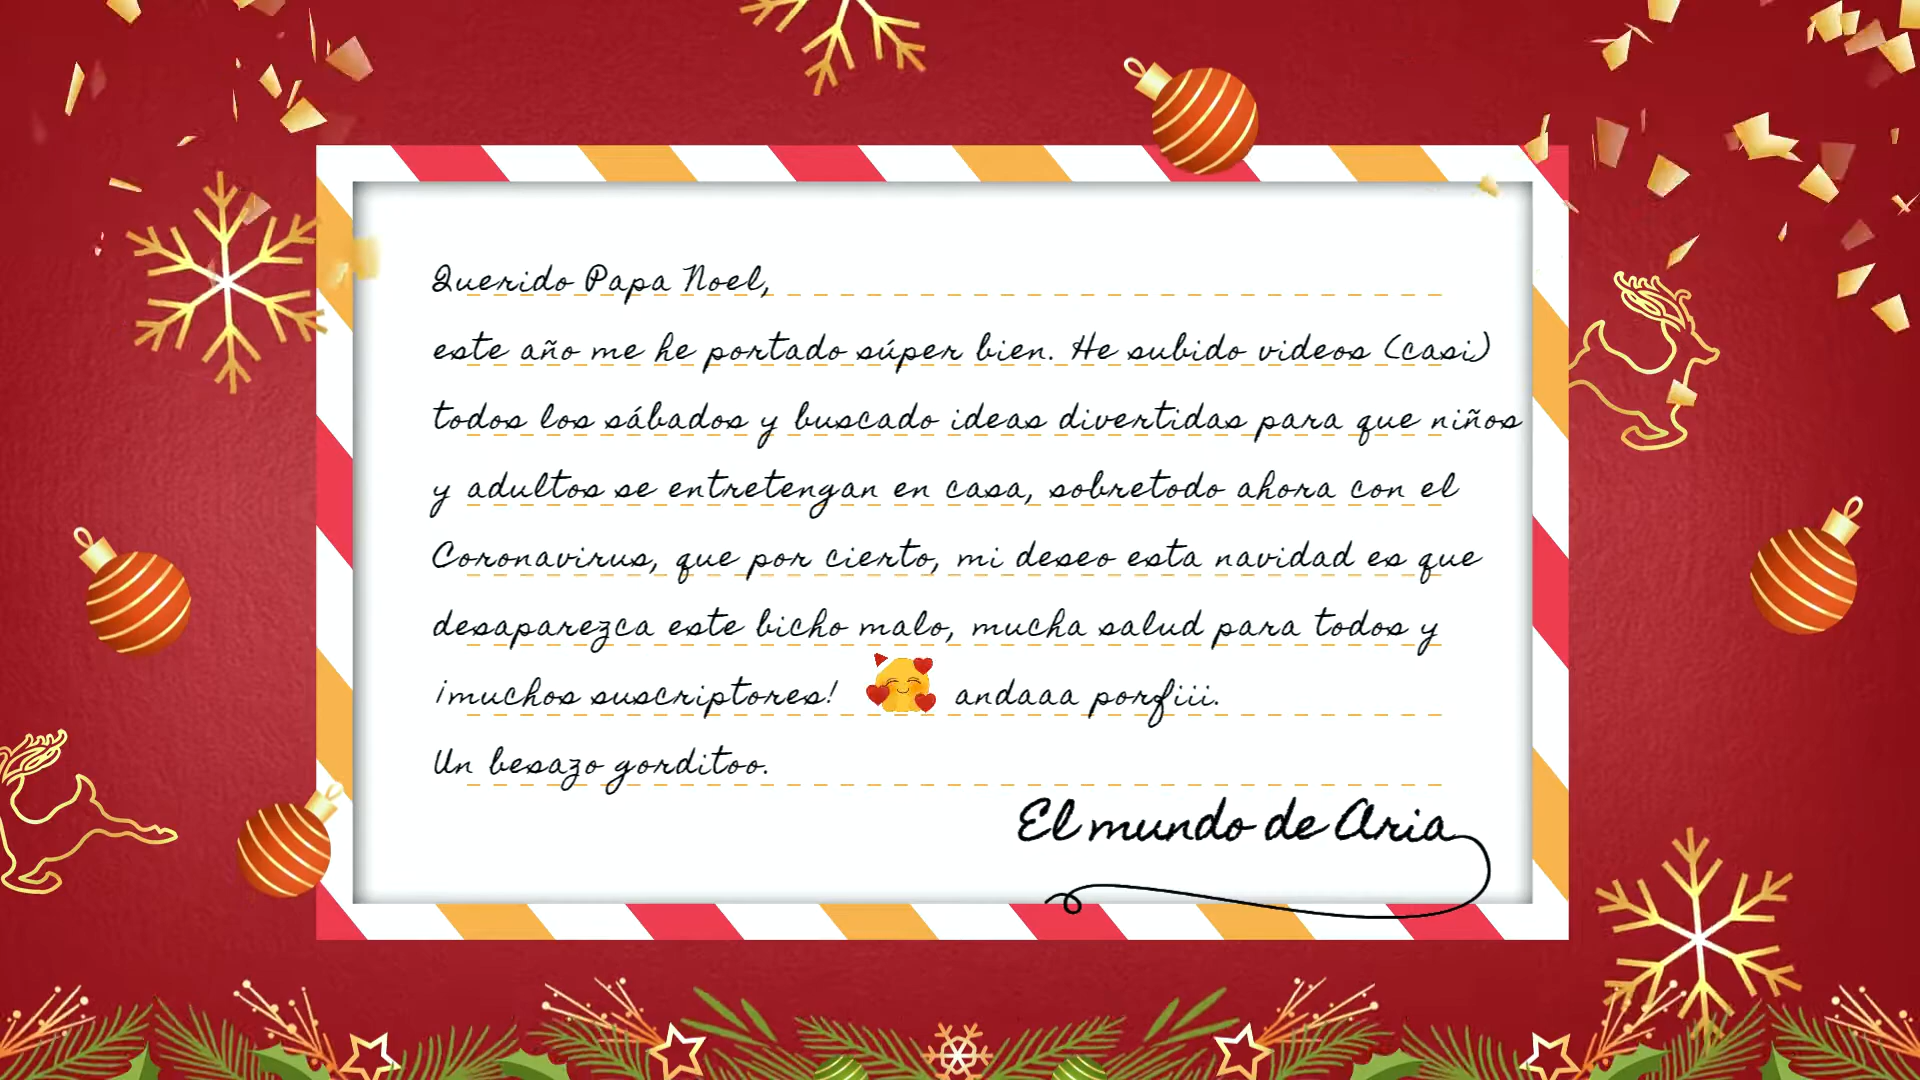 Querido Papa Noel,
este año me he portado súper bien. He subido videos (casi)
todos los sábados y buscado ideas divertidas para que niños
y adultos se entretengan en casa, sobretodo ahora con el
Coronavirus, que por cierto, mi deseo esta navidad es que
desaparezca este bicho malo, mucha salud para todos y
¡muchos suscriptores! 🥰 andaaa porfiii.
Un besazo gorditoo.
El mundo de Aria